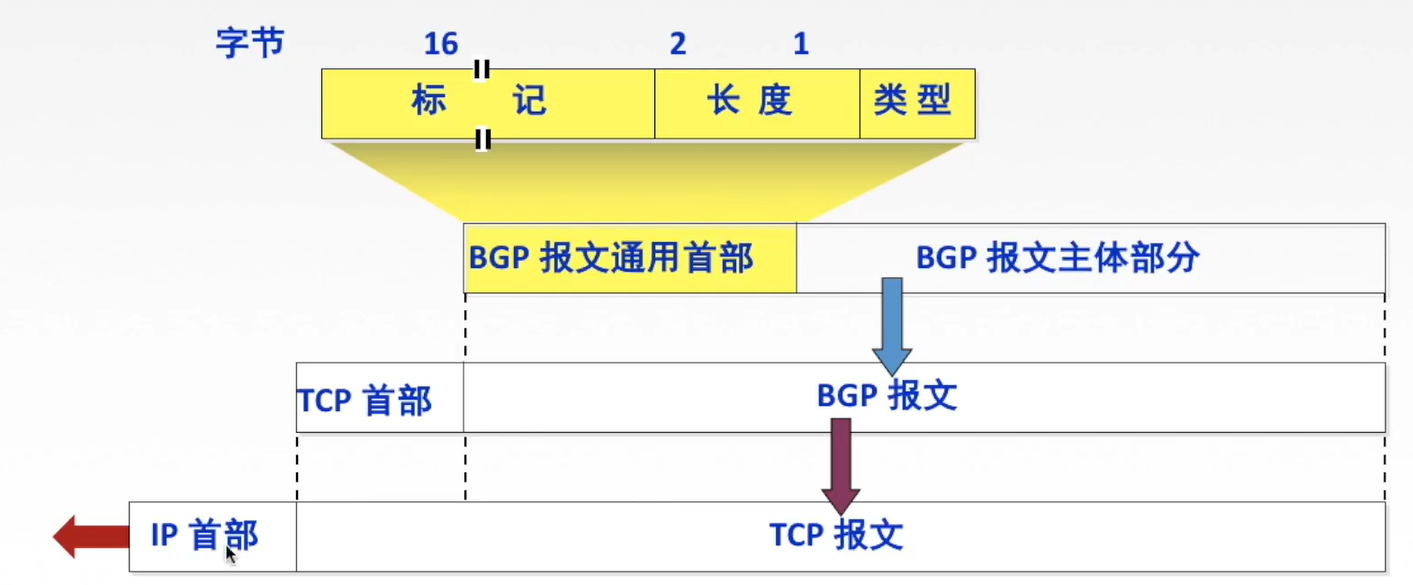 字节 16 2 1
标 记 长 度 类 型
BGP 报文通用首部 BGP 报文主体部分
TCP 首部 BGP 报文
IP 首部 TCP 报文